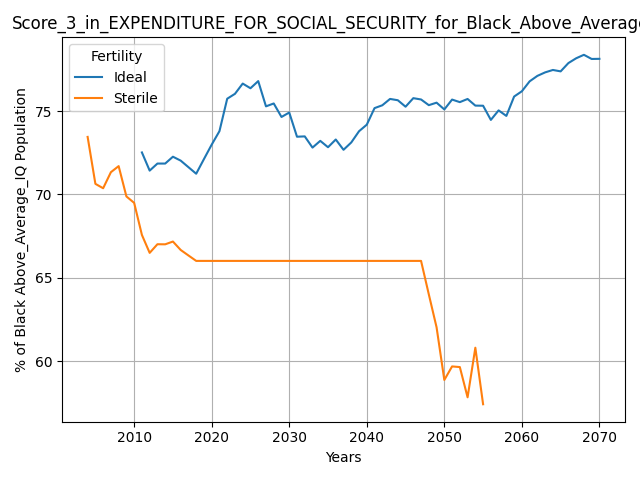 Score_3_in_EXPENDITURE_FOR_SOCIAL_SECURITY_for_Black_Above_Average
Fertility
Ideal
Sterile
% of Black Above_Average_IQ Population
75
70
65
60
2010 2020 2030 2040 2050 2060 2070
Years